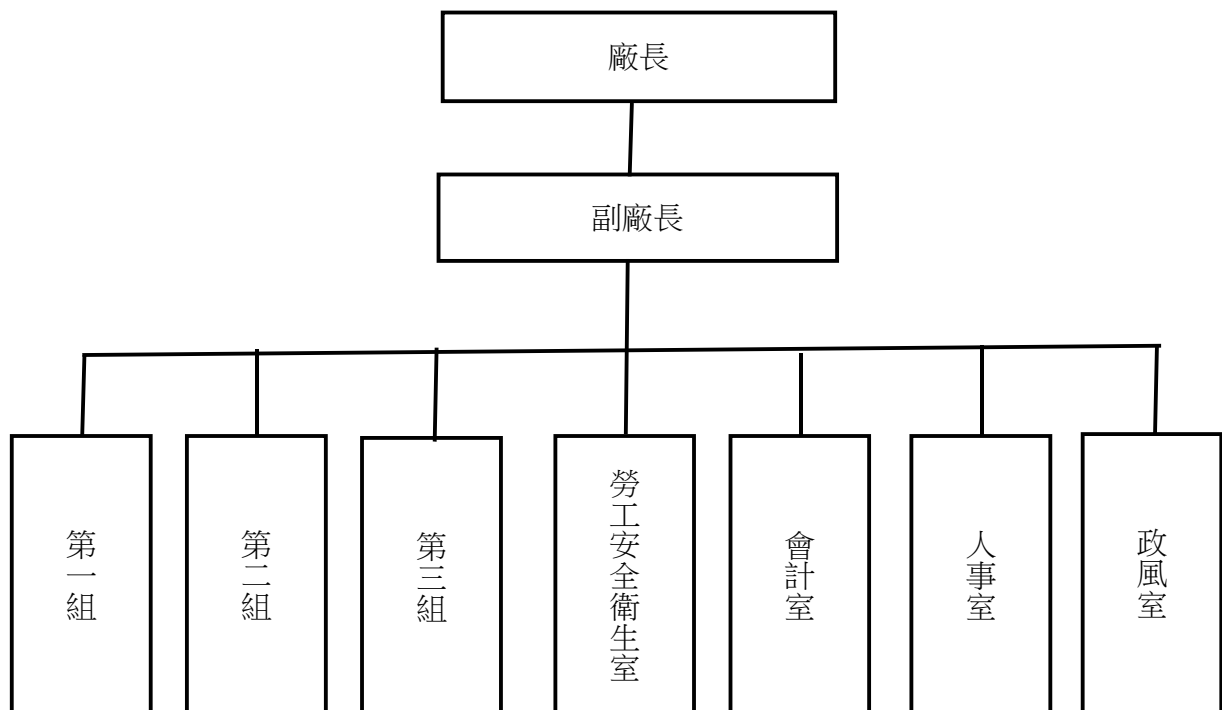 廠長
副廠長
第一組
第二組
第三組
勞工安全衛生室
會計室
人事室
政風室